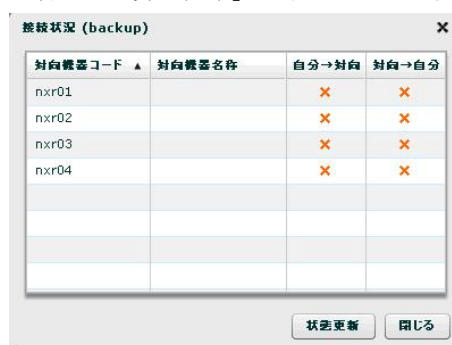 接続状況 (backup)
対向機器コード ▲ 対向機器名称 自分→対向 対向→自分
nxr01 × ×
nxr02 × ×
nxr03 × ×
nxr04 × ×
状態更新 閉じる